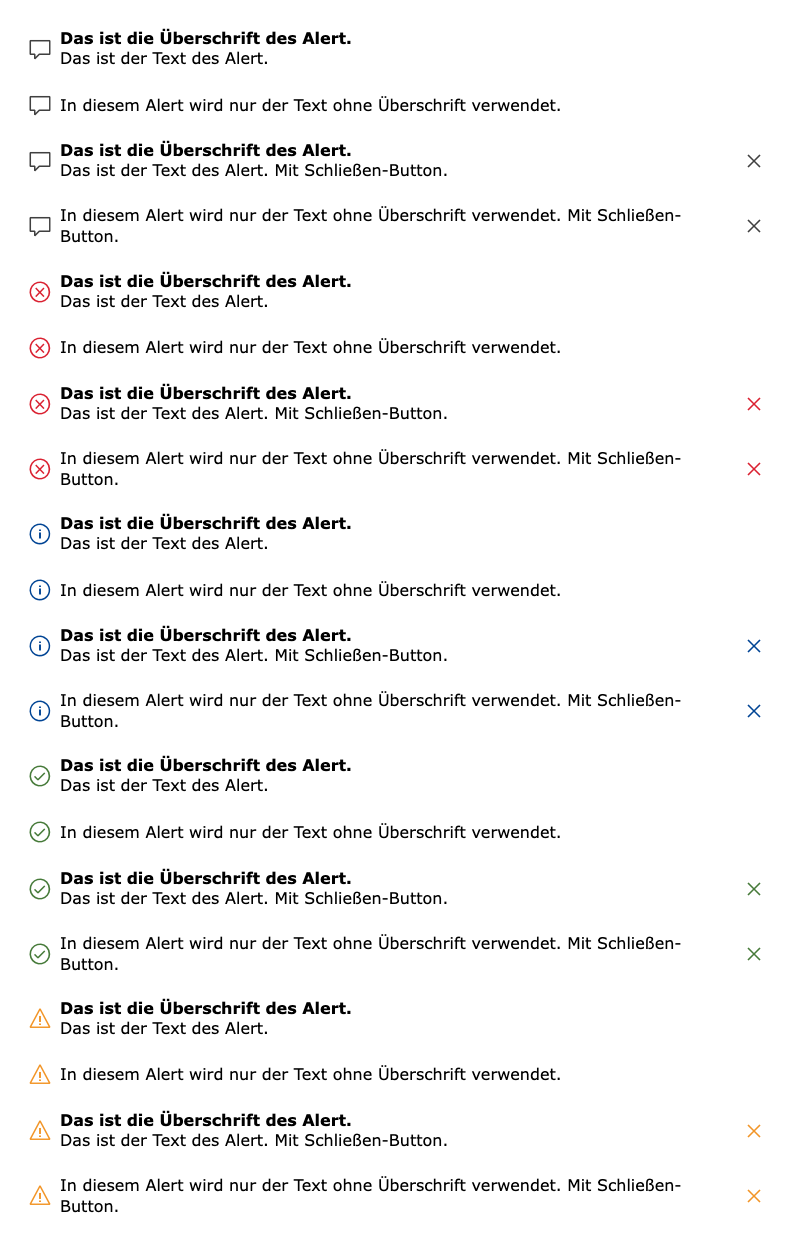 Das ist die Überschrift des Alert.
Das ist der Text des Alert.
In diesem Alert wird nur der Text ohne Überschrift verwendet.
Das ist die Überschrift des Alert.
Das ist der Text des Alert. Mit Schließen-Button.
In diesem Alert wird nur der Text ohne Überschrift verwendet. Mit Schließen-
Button.
Das ist die Überschrift des Alert.
Das ist der Text des Alert.
In diesem Alert wird nur der Text ohne Überschrift verwendet.
Das ist die Überschrift des Alert.
Das ist der Text des Alert. Mit Schließen-Button.
In diesem Alert wird nur der Text ohne Überschrift verwendet. Mit Schließen-
Button.
Das ist die Überschrift des Alert.
Das ist der Text des Alert.
In diesem Alert wird nur der Text ohne Überschrift verwendet.
Das ist die Überschrift des Alert.
Das ist der Text des Alert. Mit Schließen-Button.
In diesem Alert wird nur der Text ohne Überschrift verwendet. Mit Schließen-
Button.
Das ist die Überschrift des Alert.
Das ist der Text des Alert.
In diesem Alert wird nur der Text ohne Überschrift verwendet.
Das ist die Überschrift des Alert.
Das ist der Text des Alert. Mit Schließen-Button.
In diesem Alert wird nur der Text ohne Überschrift verwendet. Mit Schließen-
Button.
Das ist die Überschrift des Alert.
Das ist der Text des Alert.
In diesem Alert wird nur der Text ohne Überschrift verwendet.
Das ist die Überschrift des Alert.
Das ist der Text des Alert. Mit Schließen-Button.
In diesem Alert wird nur der Text ohne Überschrift verwendet. Mit Schließen-
Button.